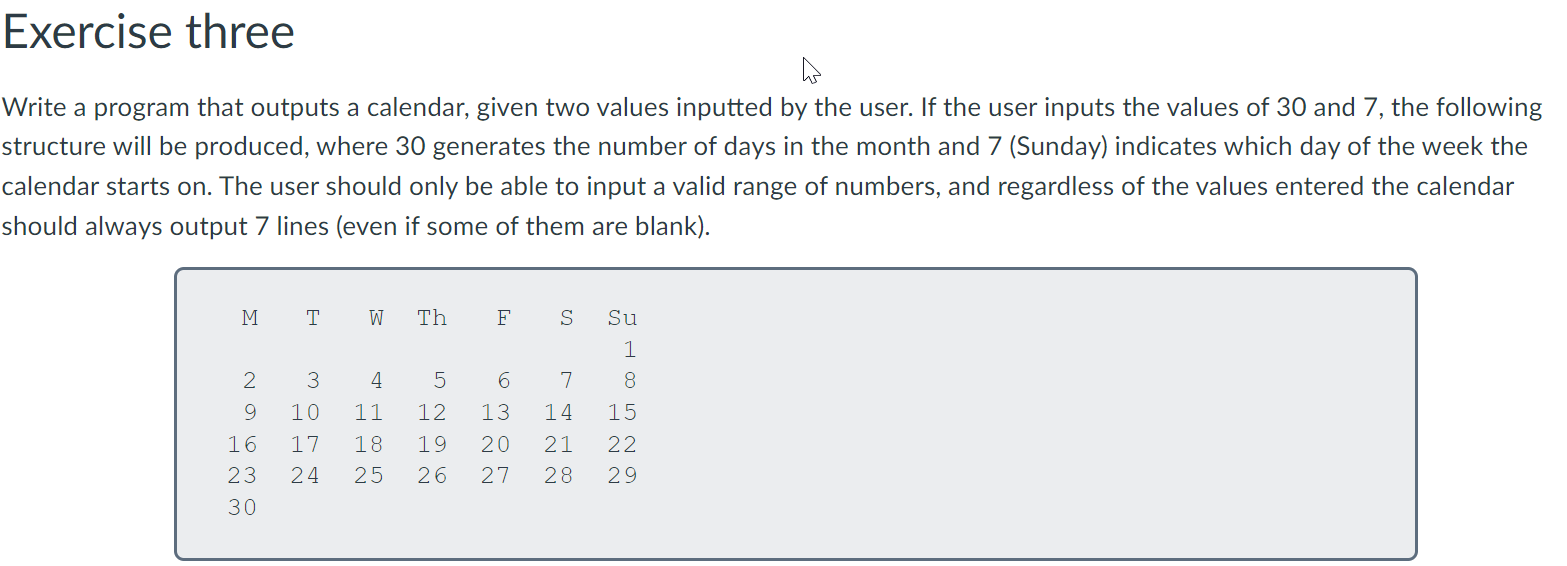 Exercise three
Write a program that outputs a calendar, given two values inputted by the user. If the user inputs the values of 30 and 7, the following
structure will be produced, where 30 generates the number of days in the month and 7 (Sunday) indicates which day of the week the
calendar starts on. The user should only be able to input a valid range of numbers, and regardless of the values entered the calendar
should always output 7 lines (even if some of them are blank).
M T W Th F S Su
1
2 3 4 5 6 7 8
9 10 11 12 13 14 15
16 17 18 19 20 21 22
23 24 25 26 27 28 29
30